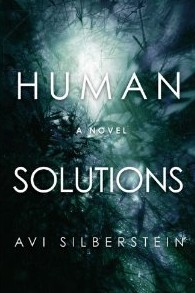 HUMAN
A NOVEL
SOLUTIONS
AVI SILBERSTEIN